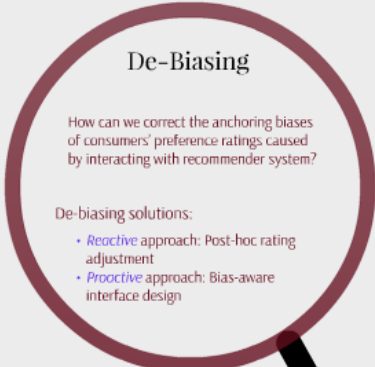 De-Biasing
How can we correct the anchoring biases
of consumers' preference ratings caused
by interacting with recommender system?
De-biasing solutions:
• Reactive approach: Post-hoc rating
adjustment
• Proactive approach: Bias-aware
interface design